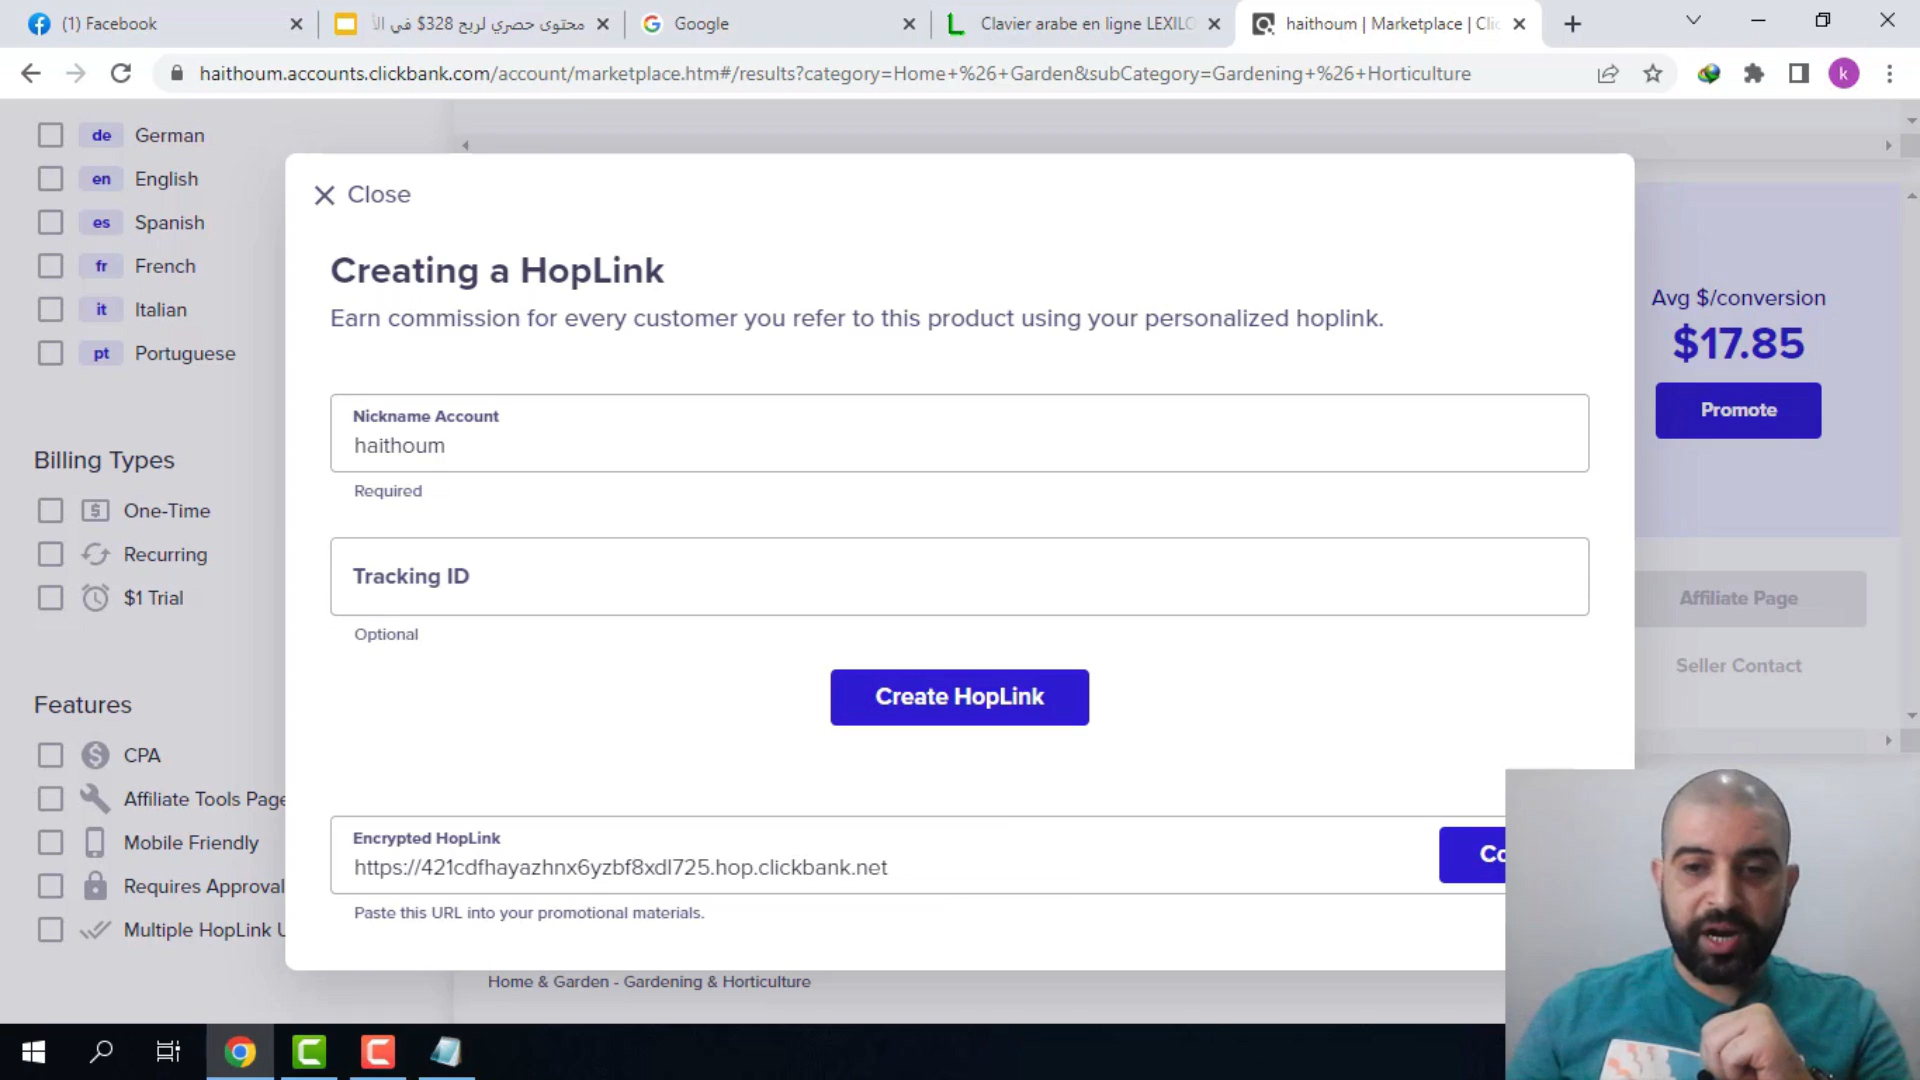 (1) Facebook
محتوى حصري لربح 328$ في الأ
Google
Clavier arabe en ligne LEXILO
haithoum | Marketplace | Clic
haithoum.accounts.clickbank.com/account/marketplace.htm#/results?category=Home+%26+Garden&subCategory=Gardening+%26+Horticulture
k
de German
en English
es Spanish
fr French
it Italian
pt Portuguese
Billing Types
One-Time
Recurring
$1 Trial
Features
CPA
Affiliate Tools Page
Mobile Friendly
Requires Approval
Multiple HopLink U
Close
Creating a HopLink
Earn commission for every customer you refer to this product using your personalized hoplink.
Nickname Account
haithoum
Required
Tracking ID
Optional
Create HopLink
Encrypted HopLink
https://421cdfhayazhnx6yzbf8xdl725.hop.clickbank.net
Co
Paste this URL into your promotional materials.
Home & Garden - Gardening & Horticulture
Avg $/conversion
$17.85
Promote
Affiliate Page
Seller Contact